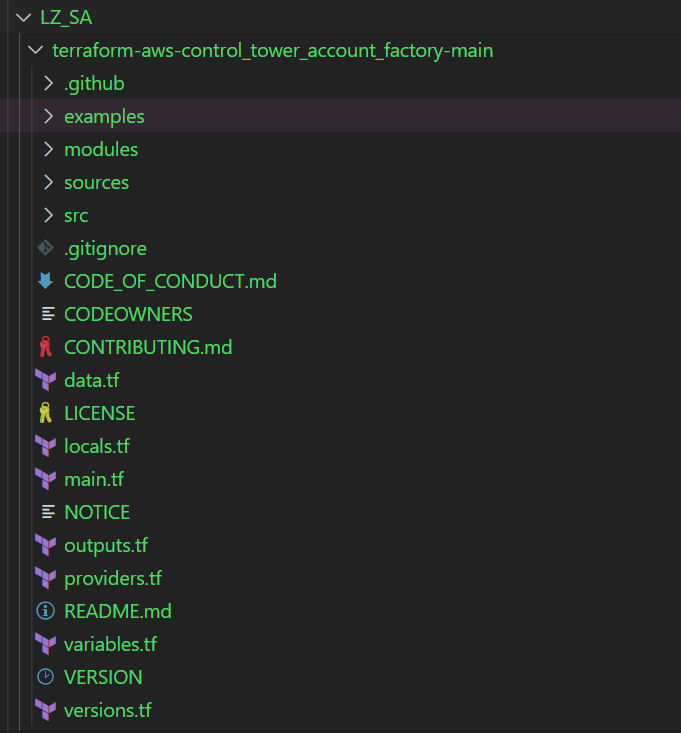 LZ_SA
terraform-aws-control_tower_account_factory-main
.github
examples
modules
sources
src
.gitignore
CODE_OF_CONDUCT.md
CODEOWNERS
CONTRIBUTING.md
data.tf
LICENSE
locals.tf
main.tf
NOTICE
outputs.tf
providers.tf
README.md
variables.tf
VERSION
versions.tf